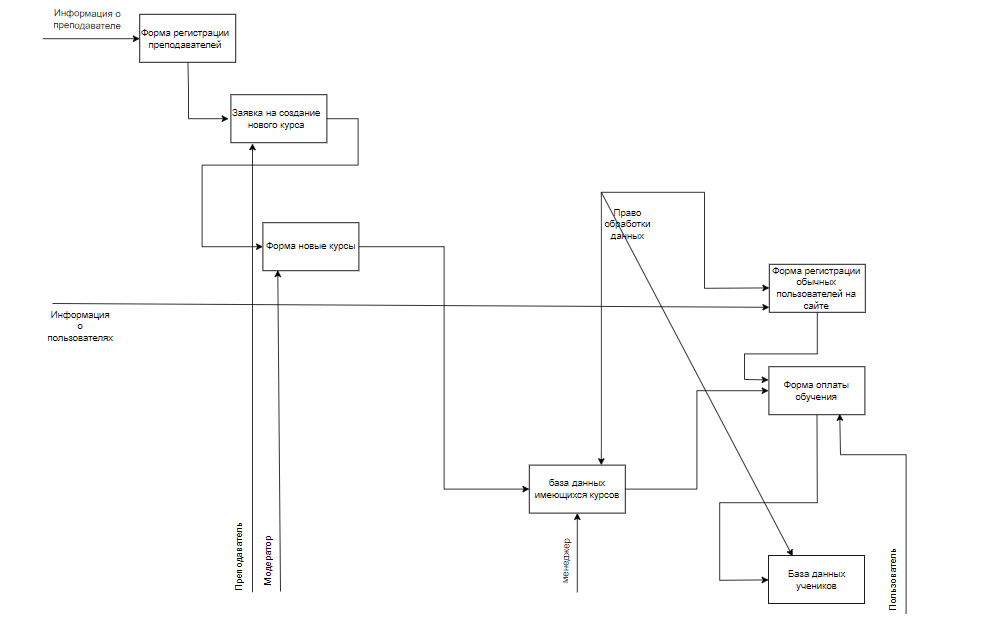 Информация о
преподавателе
Форма регистрации
преподавателей
Заявка на создание
нового курса
Форма новые курсы
Право
обработки
данных
Форма регистрации
обычных
пользователей на
сайте
Информация
о
пользователях
Форма оплаты
обучения
база данных
имеющихся курсов
База данных
учеников
Преподаватель
Модератор
менеджер
Пользователь